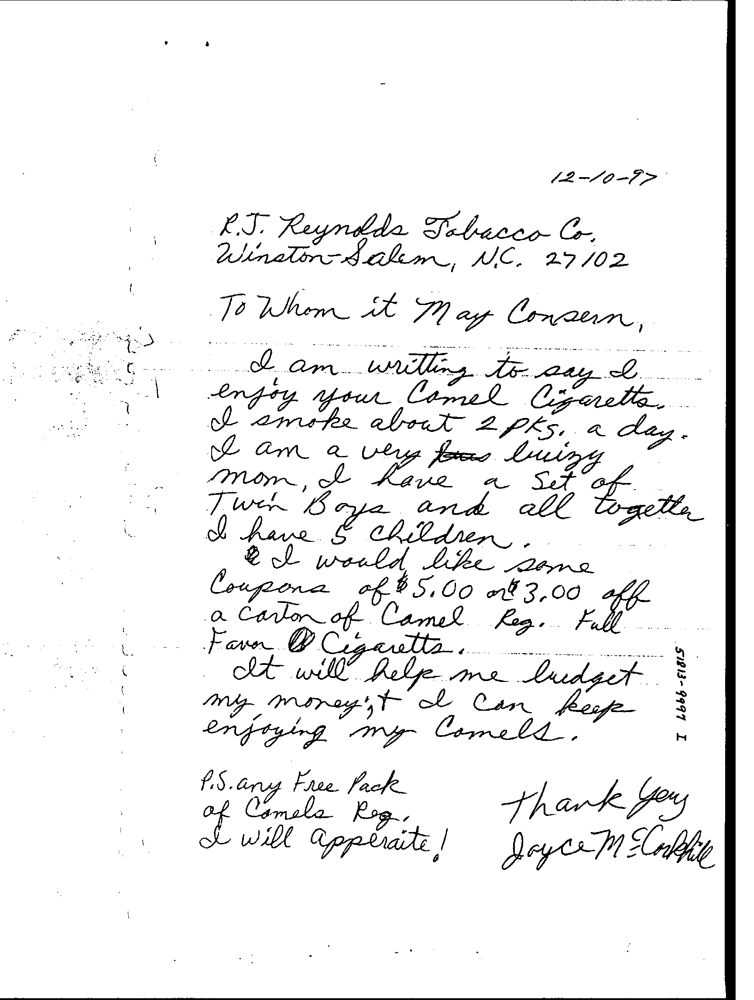 12-10-97
R.J. Reynolds Tobacco Co.
Winston-Salem, N.C. 27102
To Whom it May Consern,
I am writting to say I
enjoy your Camel Cigaretts.
I smoke about 2 pks. a day.
I am a very buizy
mom, I have a Set of
Twin Boys and all togetter
I have 5 children.
I would like some
Coupons of $5.00 or $3.00 off
a carton of Camel Reg. Full
Favor Cigaretts.
It will help me budget
my money; + I can keep
enjoying my Camels.
P.S. any Free Pack
of Camels Reg.
I will apperaite!
Thank You
Joyce
51813-9997 I